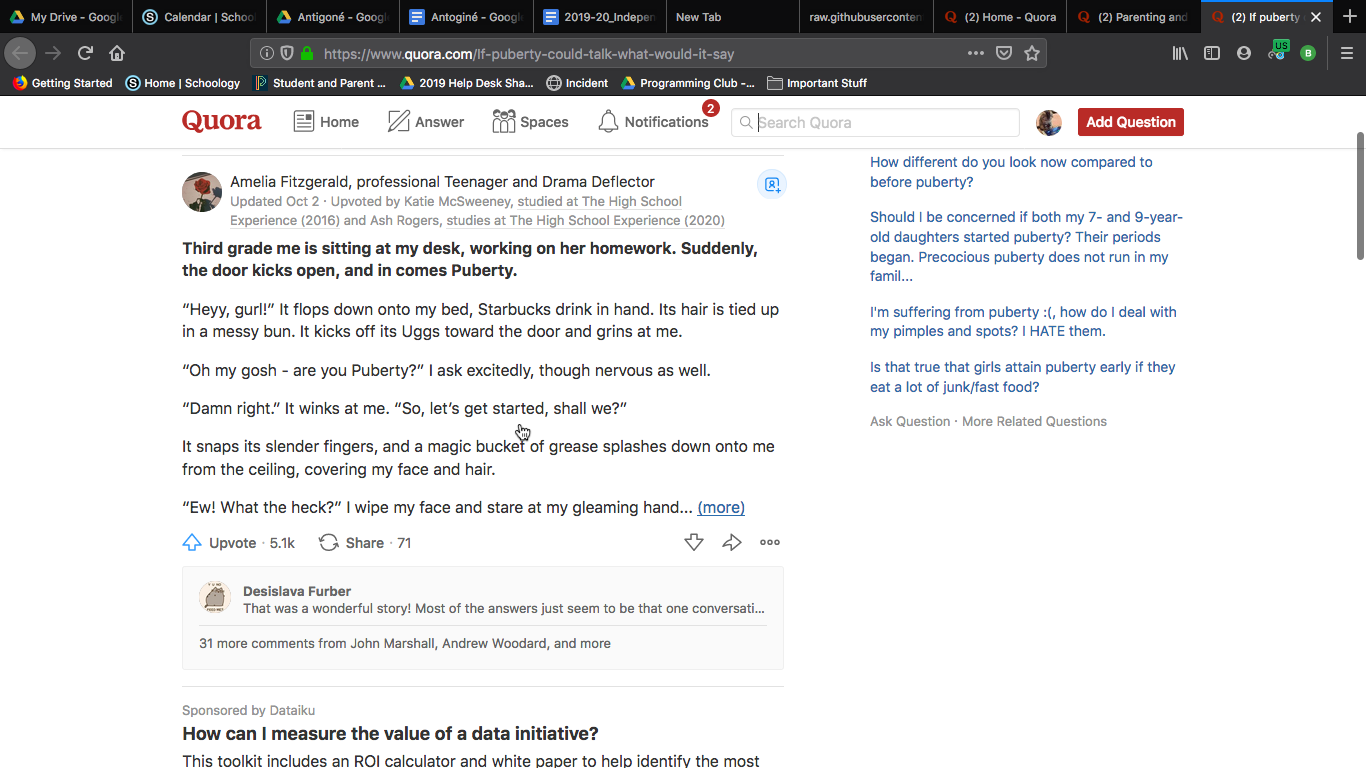 My Drive - Googl
Calendar | School
Antigoné - Googl
Antoginé - Googl
2019-20_Indepen
New Tab
raw.githubusercontent
(2) Home - Quora
(2) Parenting and
(2) If puberty
https://www.quora.com/If-puberty-could-talk-what-would-it-say
US
B
Getting Started
Home | Schoology
Student and Parent ...
2019 Help Desk Sha...
Incident
Programming Club -...
Important Stuff
Quora
Home
Answer
Spaces
Notifications
2
Search Quora
Add Question
Amelia Fitzgerald, professional Teenager and Drama Deflector
Updated Oct 2 · Upvoted by Katie McSweeney, studied at The High School
Experience (2016) and Ash Rogers, studies at The High School Experience (2020)
Third grade me is sitting at my desk, working on her homework. Suddenly,
the door kicks open, and in comes Puberty.
“Heyy, gurl!” It flops down onto my bed, Starbucks drink in hand. Its hair is tied up
in a messy bun. It kicks off its Uggs toward the door and grins at me.
“Oh my gosh - are you Puberty?” I ask excitedly, though nervous as well.
“Damn right.” It winks at me. “So, let’s get started, shall we?”
It snaps its slender fingers, and a magic bucket of grease splashes down onto me
from the ceiling, covering my face and hair.
“Ew! What the heck?” I wipe my face and stare at my gleaming hand... (more)
Upvote · 5.1k
Share · 71
Desislava Furber
That was a wonderful story! Most of the answers just seem to be that one conversati...
31 more comments from John Marshall, Andrew Woodard, and more
Sponsored by Dataiku
How can I measure the value of a data initiative?
This toolkit includes an ROI calculator and white paper to help identify the most
How different do you look now compared to
before puberty?
Should I be concerned if both my 7- and 9-year-
old daughters started puberty? Their periods
began. Precocious puberty does not run in my
famil...
I'm suffering from puberty :(, how do I deal with
my pimples and spots? I HATE them.
Is that true that girls attain puberty early if they
eat a lot of junk/fast food?
Ask Question · More Related Questions